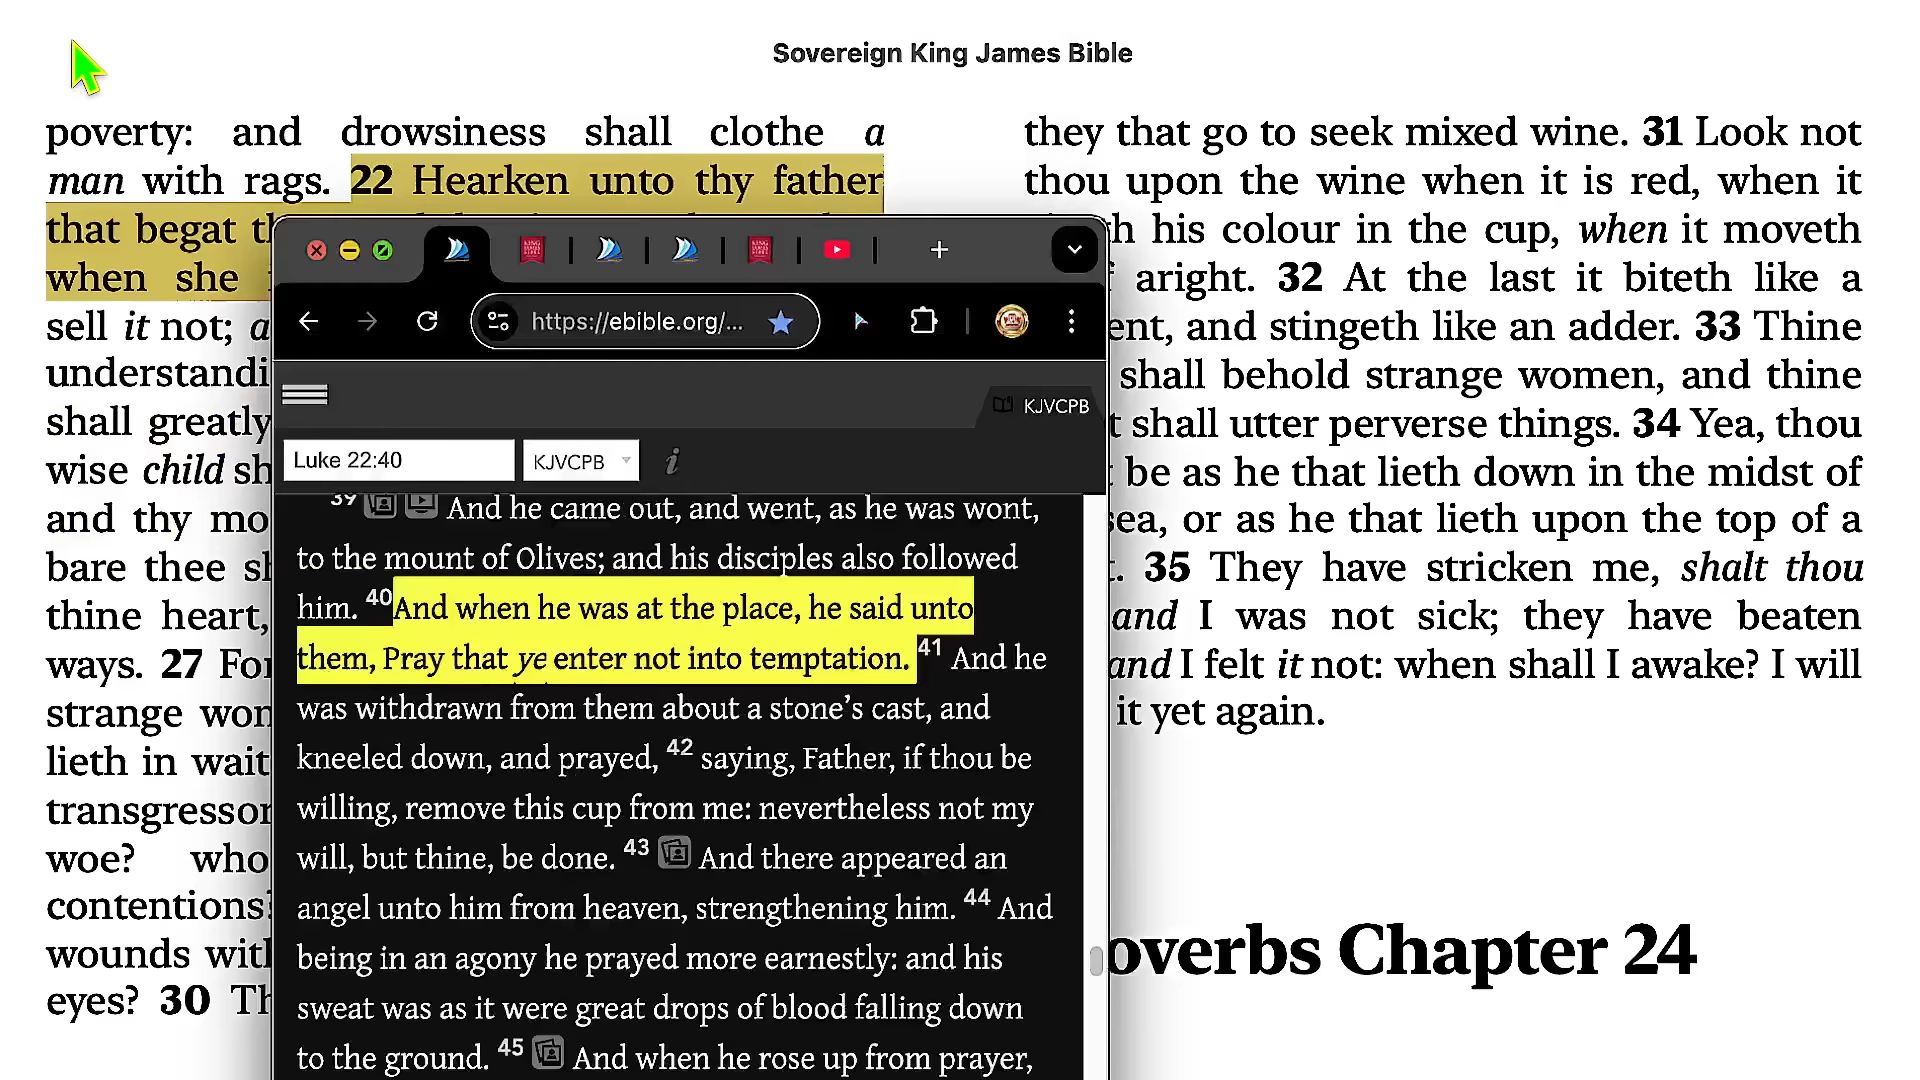 Sovereign King James Bible
poverty: and drowsiness shall clothe a
man with rags. 22 Hearken unto thy father
that begat
when she
sell it not; a
understandi
shall greatly
wise child sh
and thy mo
bare thee sh
thine heart,
ways. 27 For
strange wor
lieth in wait
transgressor
woe? who
contentions?
wounds with
eyes? 30 Th
https://ebible.org/...
KJVCPB
Luke 22:40
KJVCPB
i
39 And he came out, and went, as he was wont,
to the mount of Olives; and his disciples also followed
him. 40 And when he was at the place, he said unto
them, Pray that ye enter not into temptation. 41 And he
was withdrawn from them about a stone’s cast, and
kneeled down, and prayed, 42 saying, Father, if thou be
willing, remove this cup from me: nevertheless not my
will, but thine, be done. 43 And there appeared an
angel unto him from heaven, strengthening him. 44 And
being in an agony he prayed more earnestly: and his
sweat was as it were great drops of blood falling down
to the ground. 45 And when he rose up from prayer,
they that go to seek mixed wine. 31 Look not
thou upon the wine when it is red, when it
his colour in the cup, when it moveth
aright. 32 At the last it biteth like a
ent, and stingeth like an adder. 33 Thine
shall behold strange women, and thine
t shall utter perverse things. 34 Yea, thou
be as he that lieth down in the midst of
sea, or as he that lieth upon the top of a
35 They have stricken me, shalt thou
and I was not sick; they have beaten
and I felt it not: when shall I awake? I will
it yet again.
overbs Chapter 24